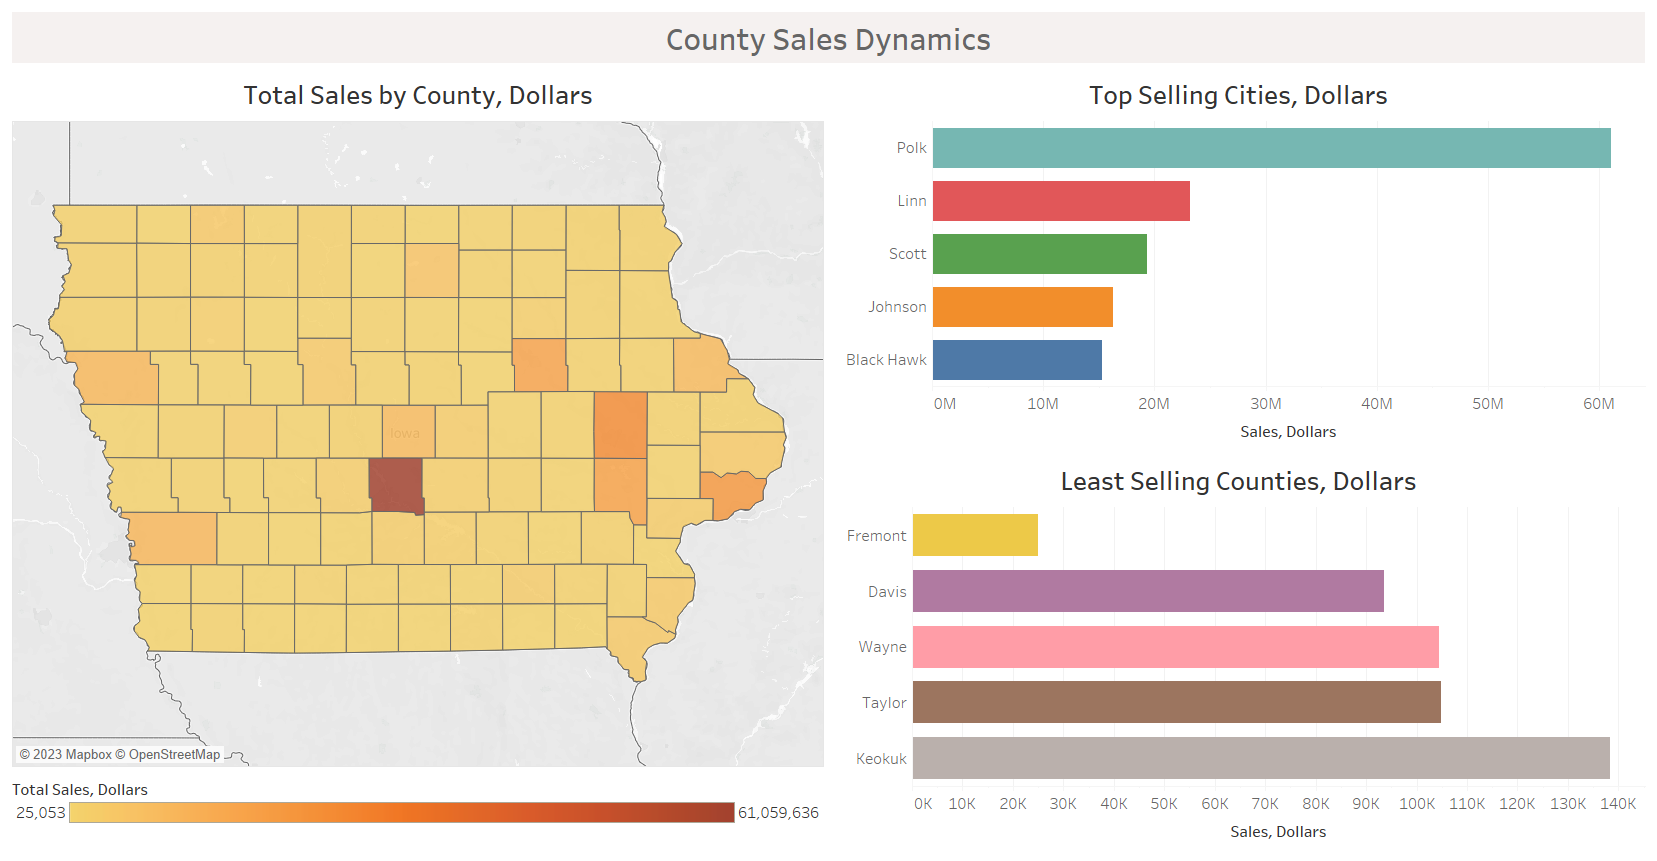 County Sales Dynamics
Total Sales by County, Dollars
Iowa
© 2023 Mapbox © OpenStreetMap
Total Sales, Dollars
25,053 61,059,636
Top Selling Cities, Dollars
Polk
Linn
Scott
Johnson
Black Hawk
0M 10M 20M 30M 40M 50M 60M
Sales, Dollars
Least Selling Counties, Dollars
Fremont
Davis
Wayne
Taylor
Keokuk
0K 10K 20K 30K 40K 50K 60K 70K 80K 90K 100K 110K 120K 130K 140K
Sales, Dollars